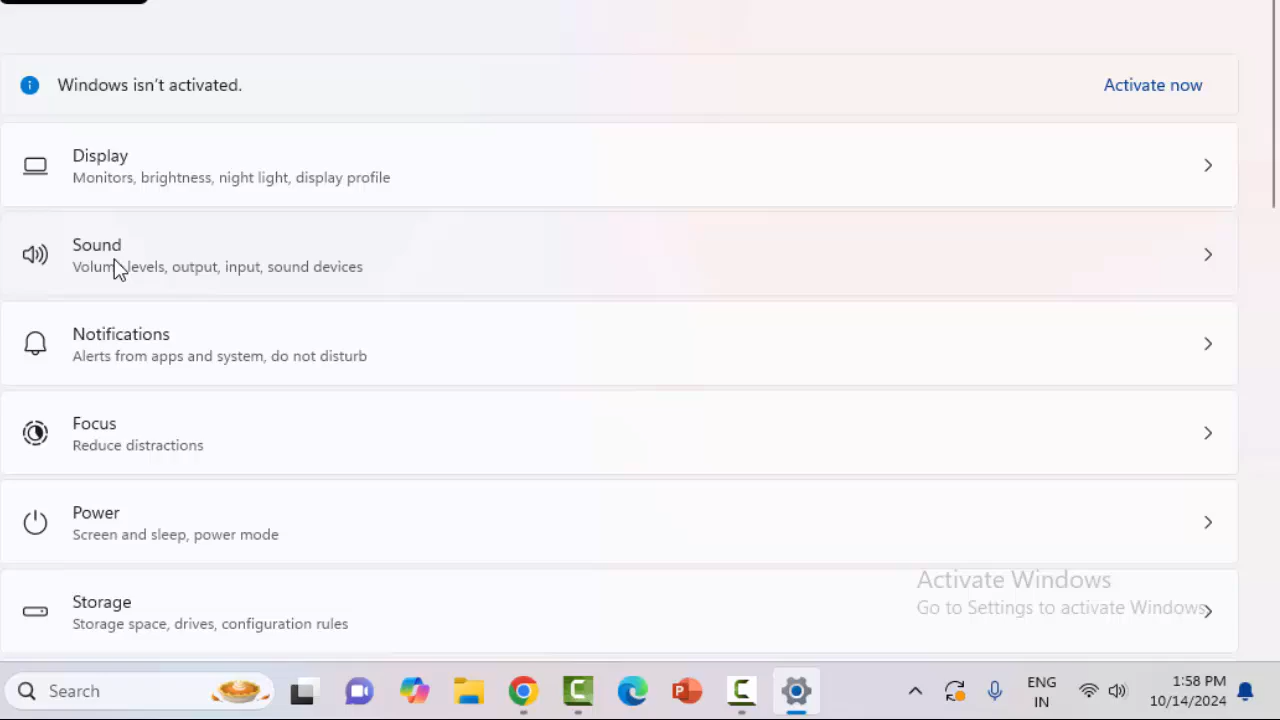 Windows isn't activated.
Activate now
Display
Monitors, brightness, night light, display profile
Sound
Volume levels, output, input, sound devices
Notifications
Alerts from apps and system, do not disturb
Focus
Reduce distractions
Power
Screen and sleep, power mode
Storage
Storage space, drives, configuration rules
Activate Windows
Go to Settings to activate Windows.
Search
ENG
IN
1:58 PM
10/14/2024